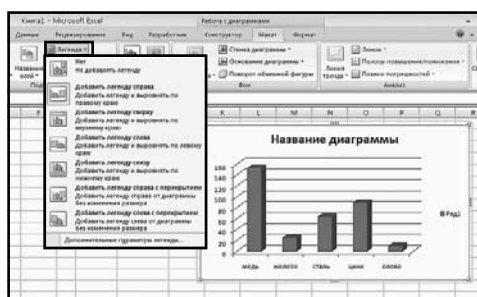 Книга1 - Microsoft Excel
Работа с диаграммами
Данные Рецензирование Вид Разработчик Конструктор Макет Формат
Легенда
Стенка диаграммы
Основание диаграммы
Поворот объемной фигуры
Фон
Линия тренда
Линии
Полосы повышения/понижения
Планки погрешностей
Анализ
Названия осей
Нет
Не добавлять легенду
Добавить легенду справа
Добавить легенду и выровнять по
правому краю
Добавить легенду сверху
Добавить легенду и выровнять по
верхнему краю
Добавить легенду слева
Добавить легенду и выровнять по левому
краю
Добавить легенду снизу
Добавить легенду и выровнять по
нижнему краю
Добавить легенду справа с перекрытием
Добавить легенду справа от диаграммы
без изменения размера
Добавить легенду слева с перекрытием
Добавить легенду слева от диаграммы
без изменения размера
Дополнительные параметры легенды...
F K L M N O P Q R
Название диаграммы
160
140
120
100
80
60
40
20
0
медь железо сталь цинк олово
Ряд1